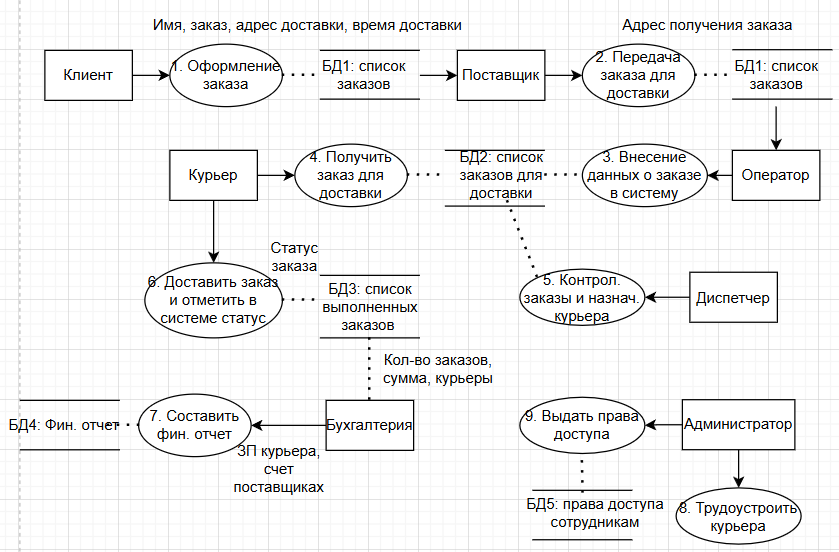 Имя, заказ, адрес доставки, время доставки
Адрес получения заказа
Клиент
1. Оформление
заказа
БД1: список
заказов
Поставщик
2. Передача
заказа для
доставки
БД1: список
заказов
Курьер
4. Получить
заказ для
доставки
БД2: список
заказов для
доставки
3. Внесение
данных о заказе
в систему
Оператор
Статус
заказа
6. Доставить заказ
и отметить в
системе статус
БД3: список
выполненных
заказов
5. Контрол.
заказы и назнач.
курьера
Диспетчер
Кол-во заказов,
сумма, курьеры
БД4: Фин. отчет
7. Составить
фин. отчет
Бухгалтерия
ЗП курьера,
счет
поставщиках
9. Выдать права
доступа
Администратор
БД5: права доступа
сотрудникам
8. Трудоустроить
курьера